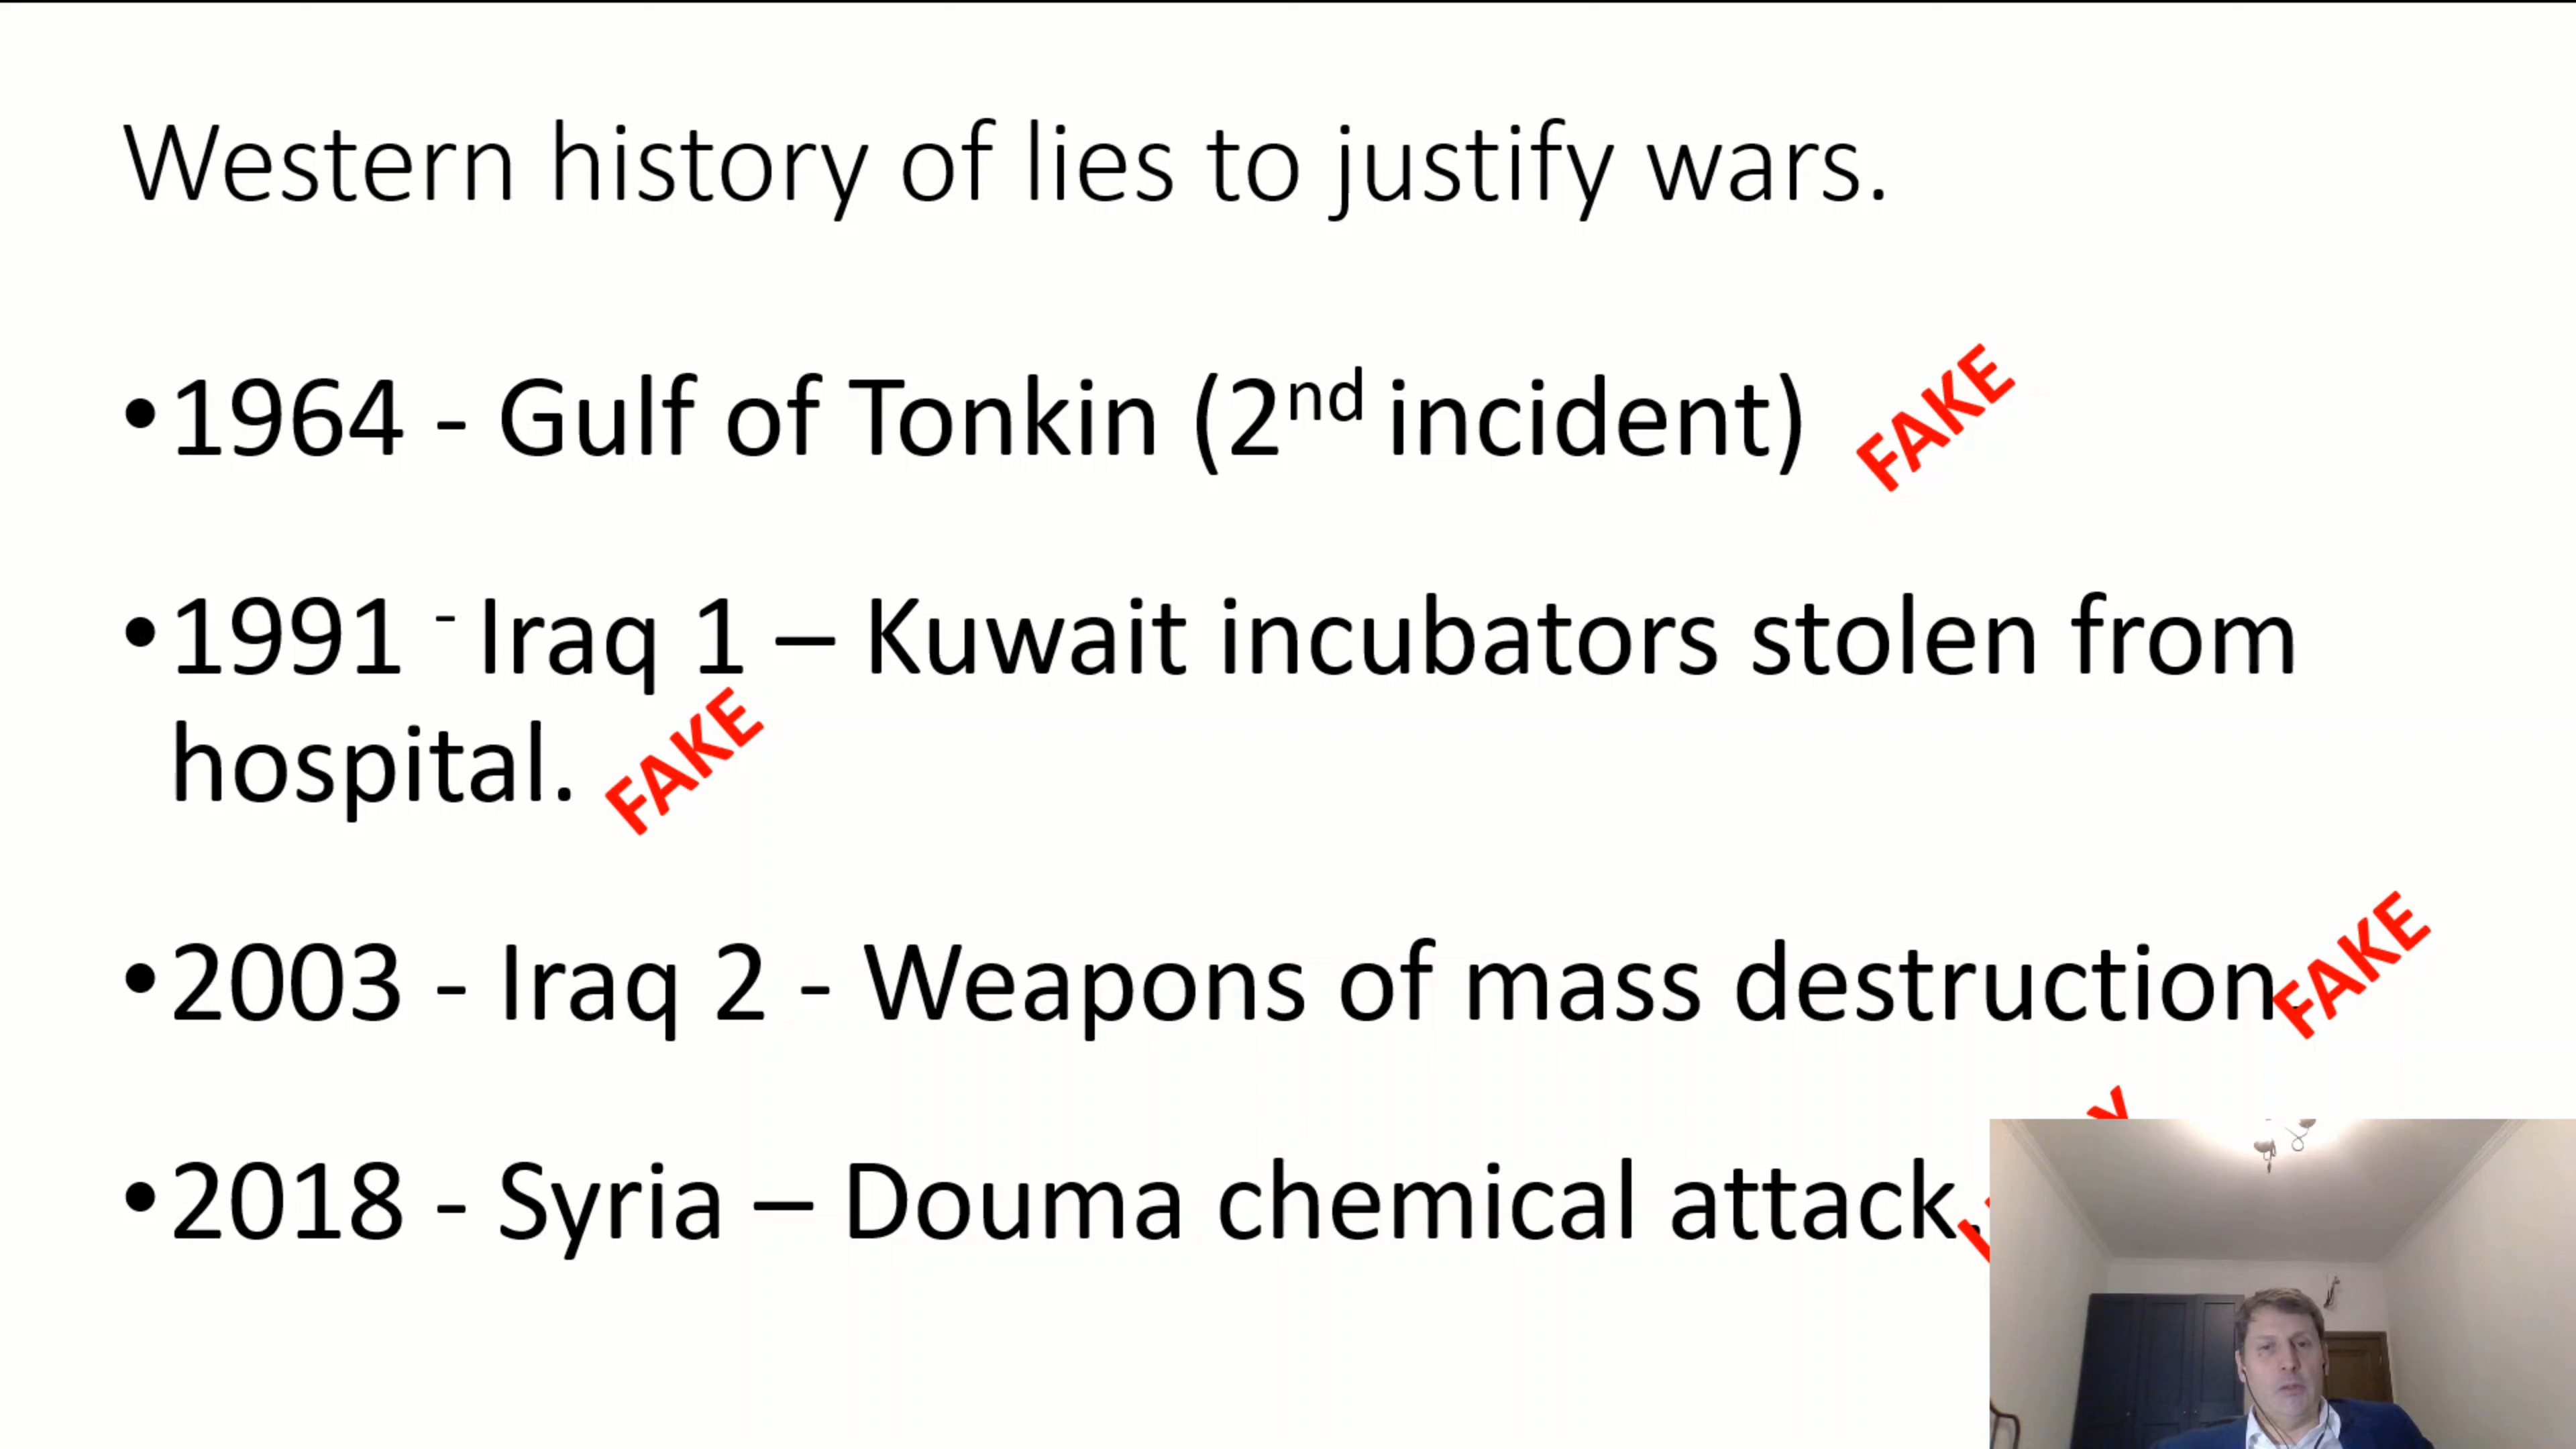 Western history of lies to justify wars.
•1964 - Gulf of Tonkin (2nd incident) FAKE
•1991 - Iraq 1 – Kuwait incubators stolen from
hospital. FAKE
•2003 - Iraq 2 - Weapons of mass destruction FAKE
•2018 - Syria – Douma chemical attack.